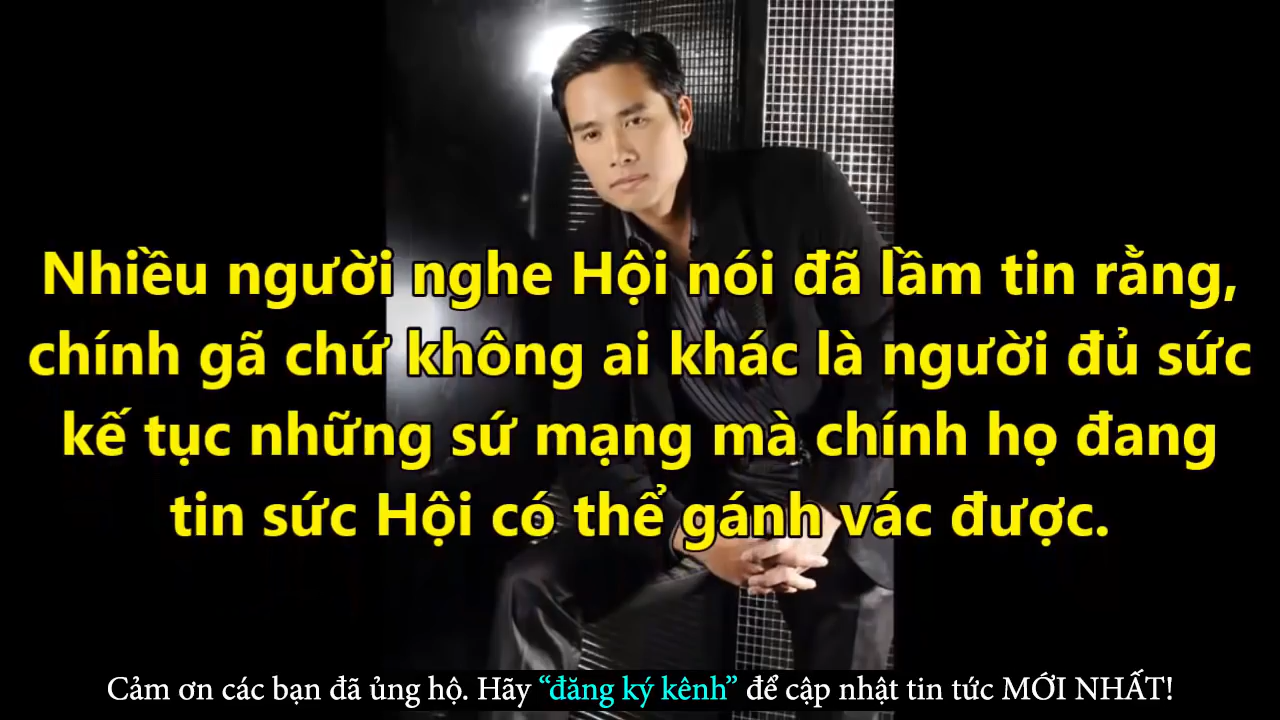 Nhiều người nghe Hội nói đã lầm tin rằng,
chính gã chứ không ai khác là người đủ sức
kế tục những sứ mạng mà chính họ đang
tin sức Hội có thể gánh vác được.
Cảm ơn các bạn đã ủng hộ. Hãy “đăng ký kênh” để cập nhật tin tức MỚI NHẤT!